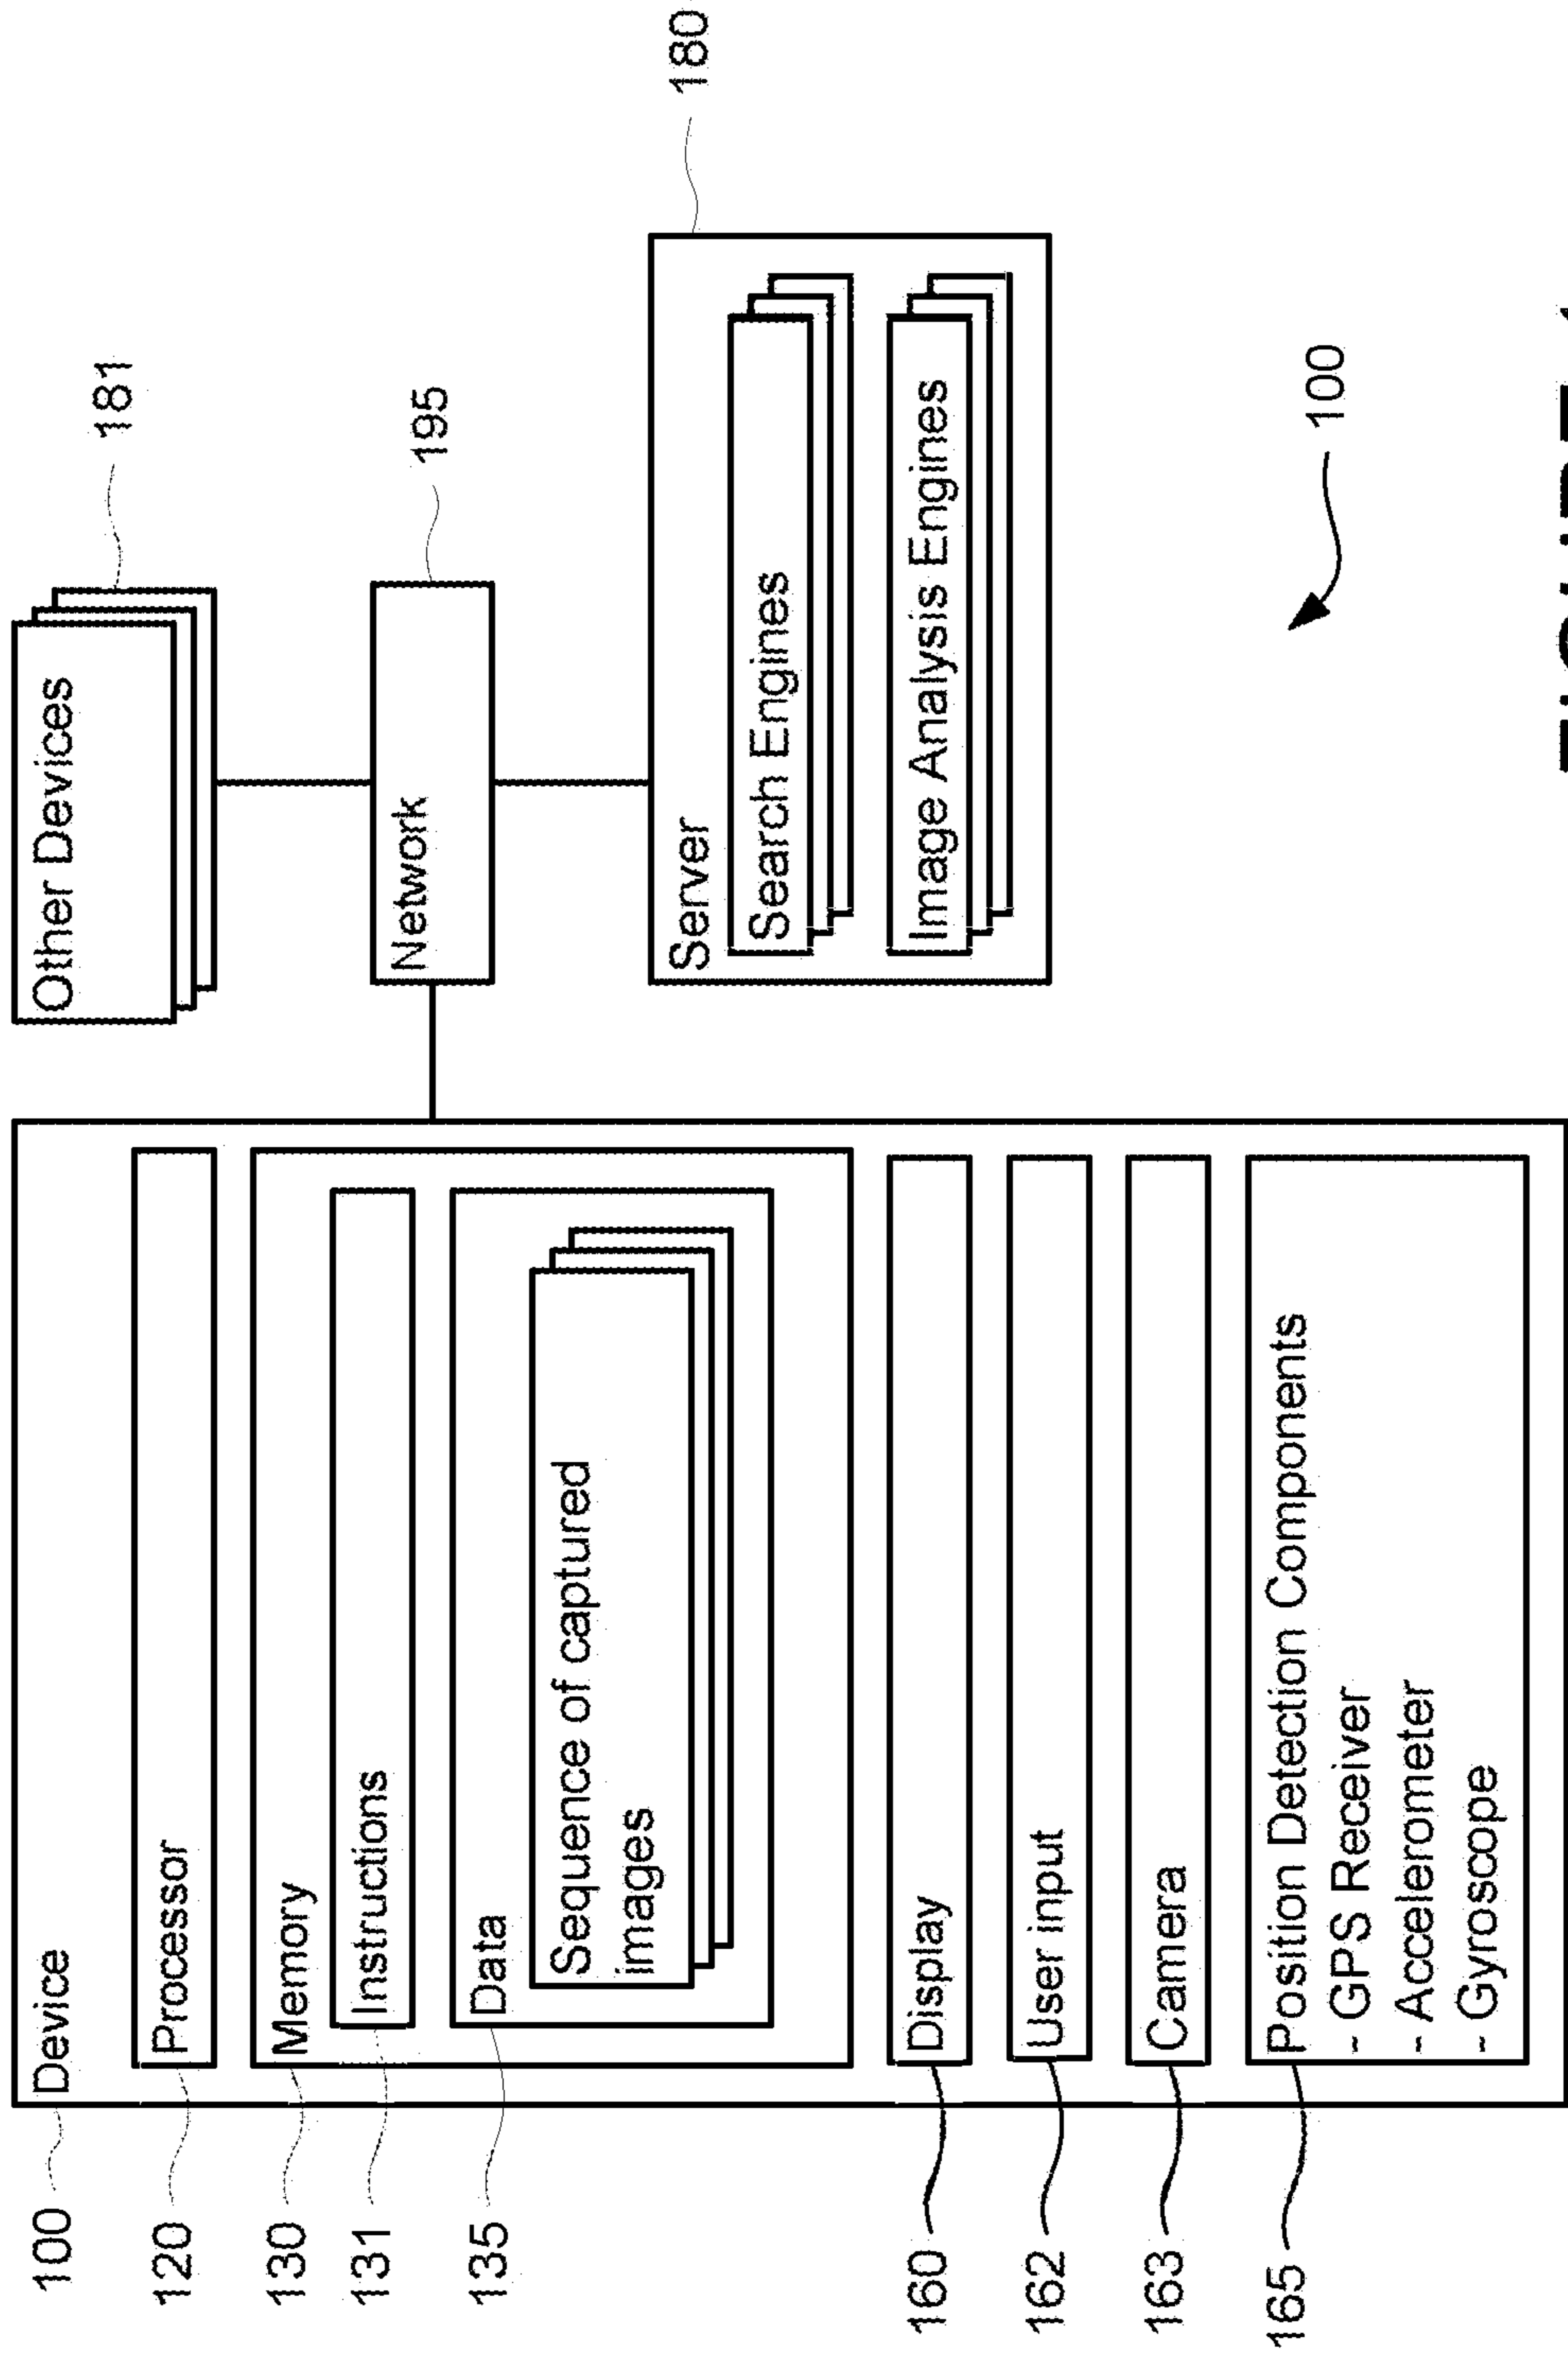 100
Device
120
Processor
130
Memory
131
Instructions
135
Data
Sequence of captured
images
160
Display
162
User input
163
Camera
165
Position Detection Components
- GPS Receiver
- Accelerometer
- Gyroscope
Other Devices
181
Network
195
Server
180
Search Engines
Image Analysis Engines
100